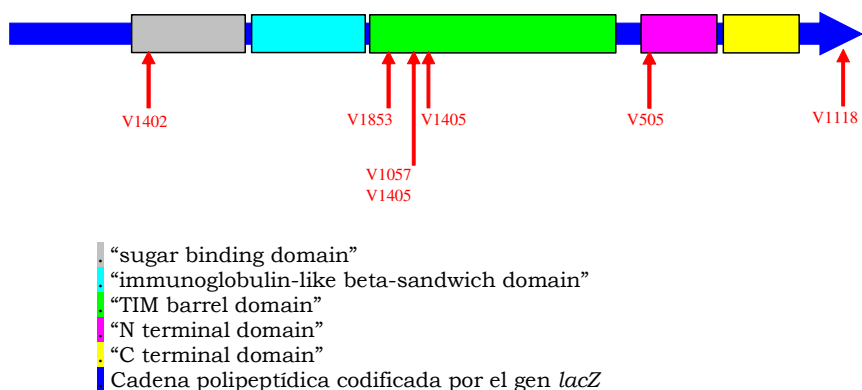 V1402
V1853
V1405
V505
V1118
V1057
V1405
. “sugar binding domain”
. “immunoglobulin-like beta-sandwich domain”
. “TIM barrel domain”
. “N terminal domain”
. “C terminal domain”
. Cadena polipeptídica codificada por el gen lacZ